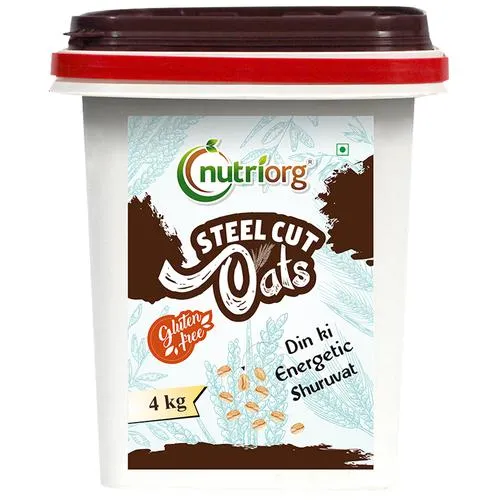 nutriorg®
STEEL CUT
Oats
Gluten
free
Din ki
Energetic
Shuruvat
4 kg